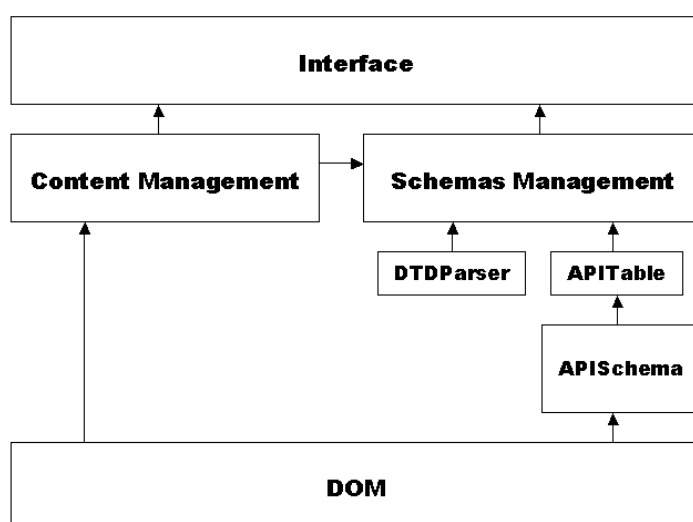 Interface
Content Management
Schemas Management
DTDParser
APITable
APISchema
DOM